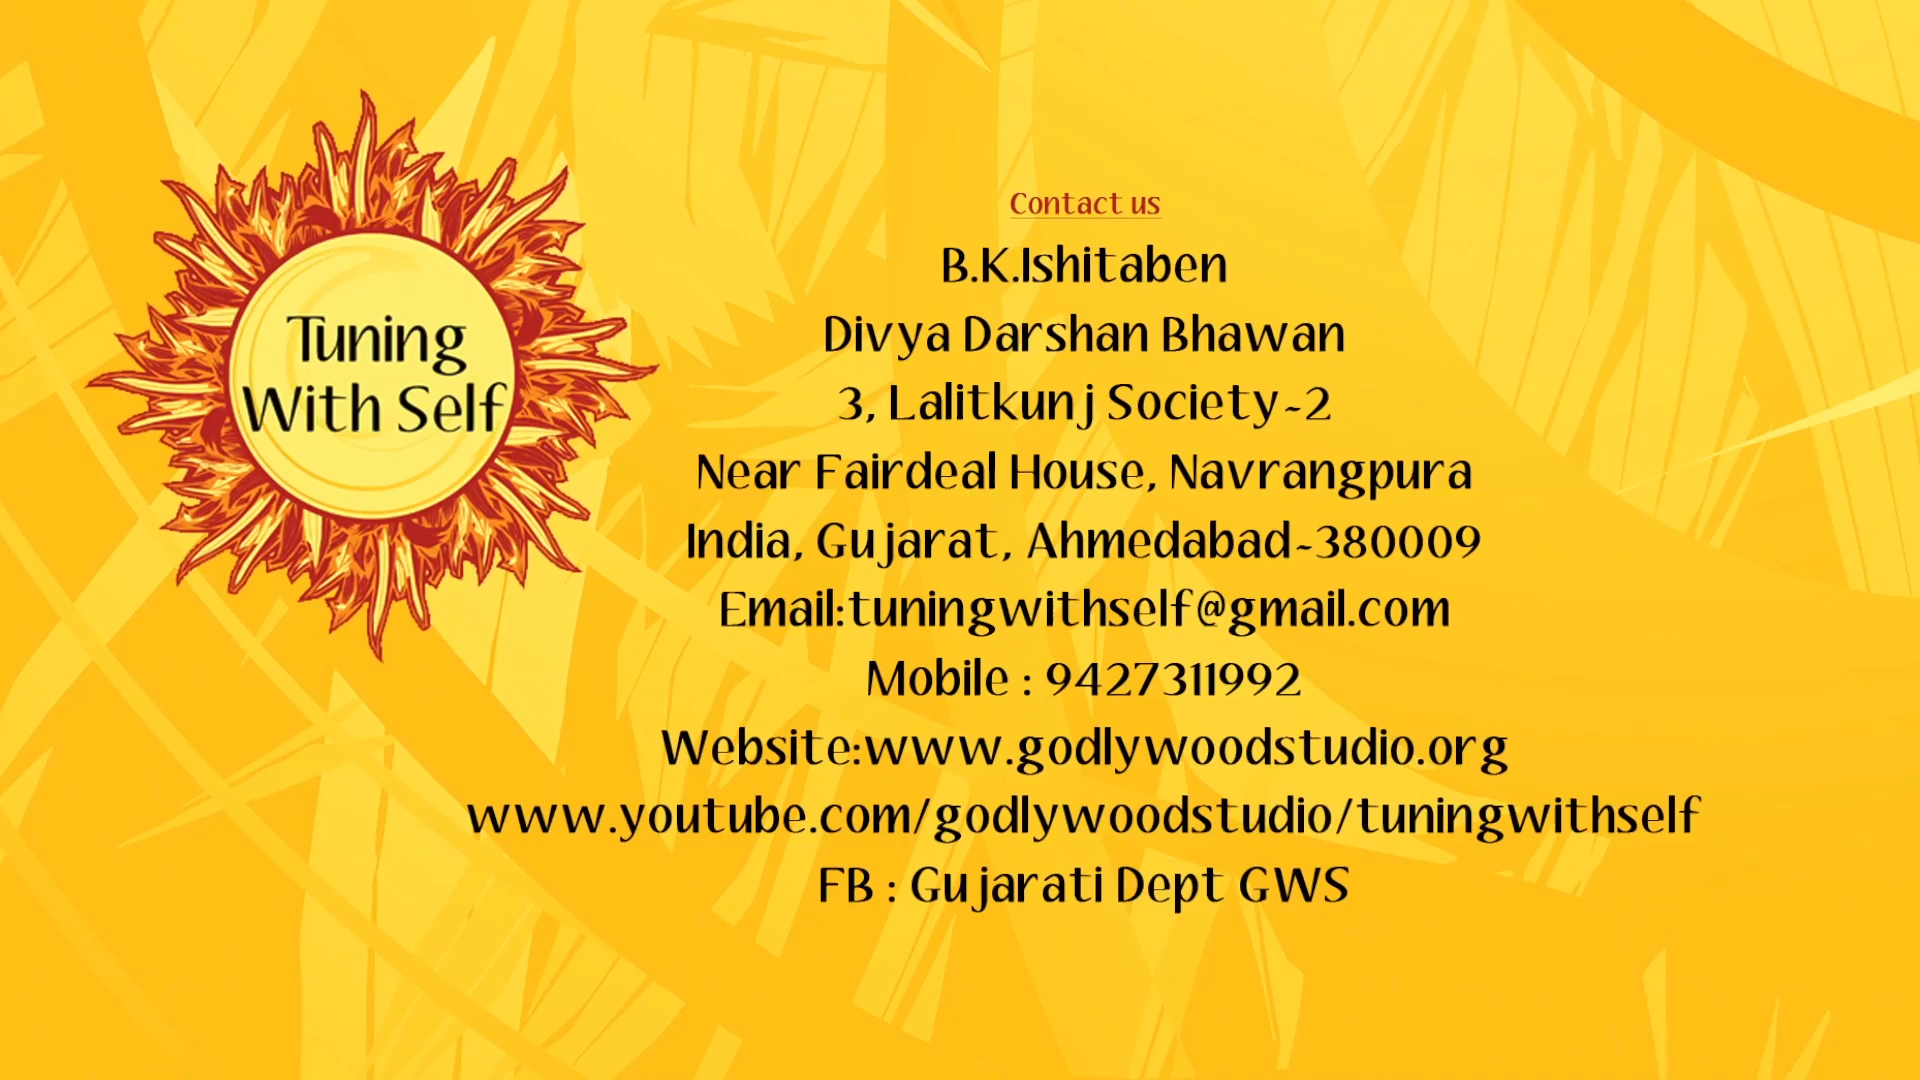 Tuning
With Self
Contact us
B.K.Ishitaben
Divya Darshan Bhawan
3, Lalitkunj Society-2
Near Fairdeal House, Navrangpura
India, Gujarat, Ahmedabad-380009
Email:tuningwithself@gmail.com
Mobile : 9427311992
Website:www.godlywoodstudio.org
www.youtube.com/godlywoodstudio/tuningwithself
FB : Gujarati Dept GWS